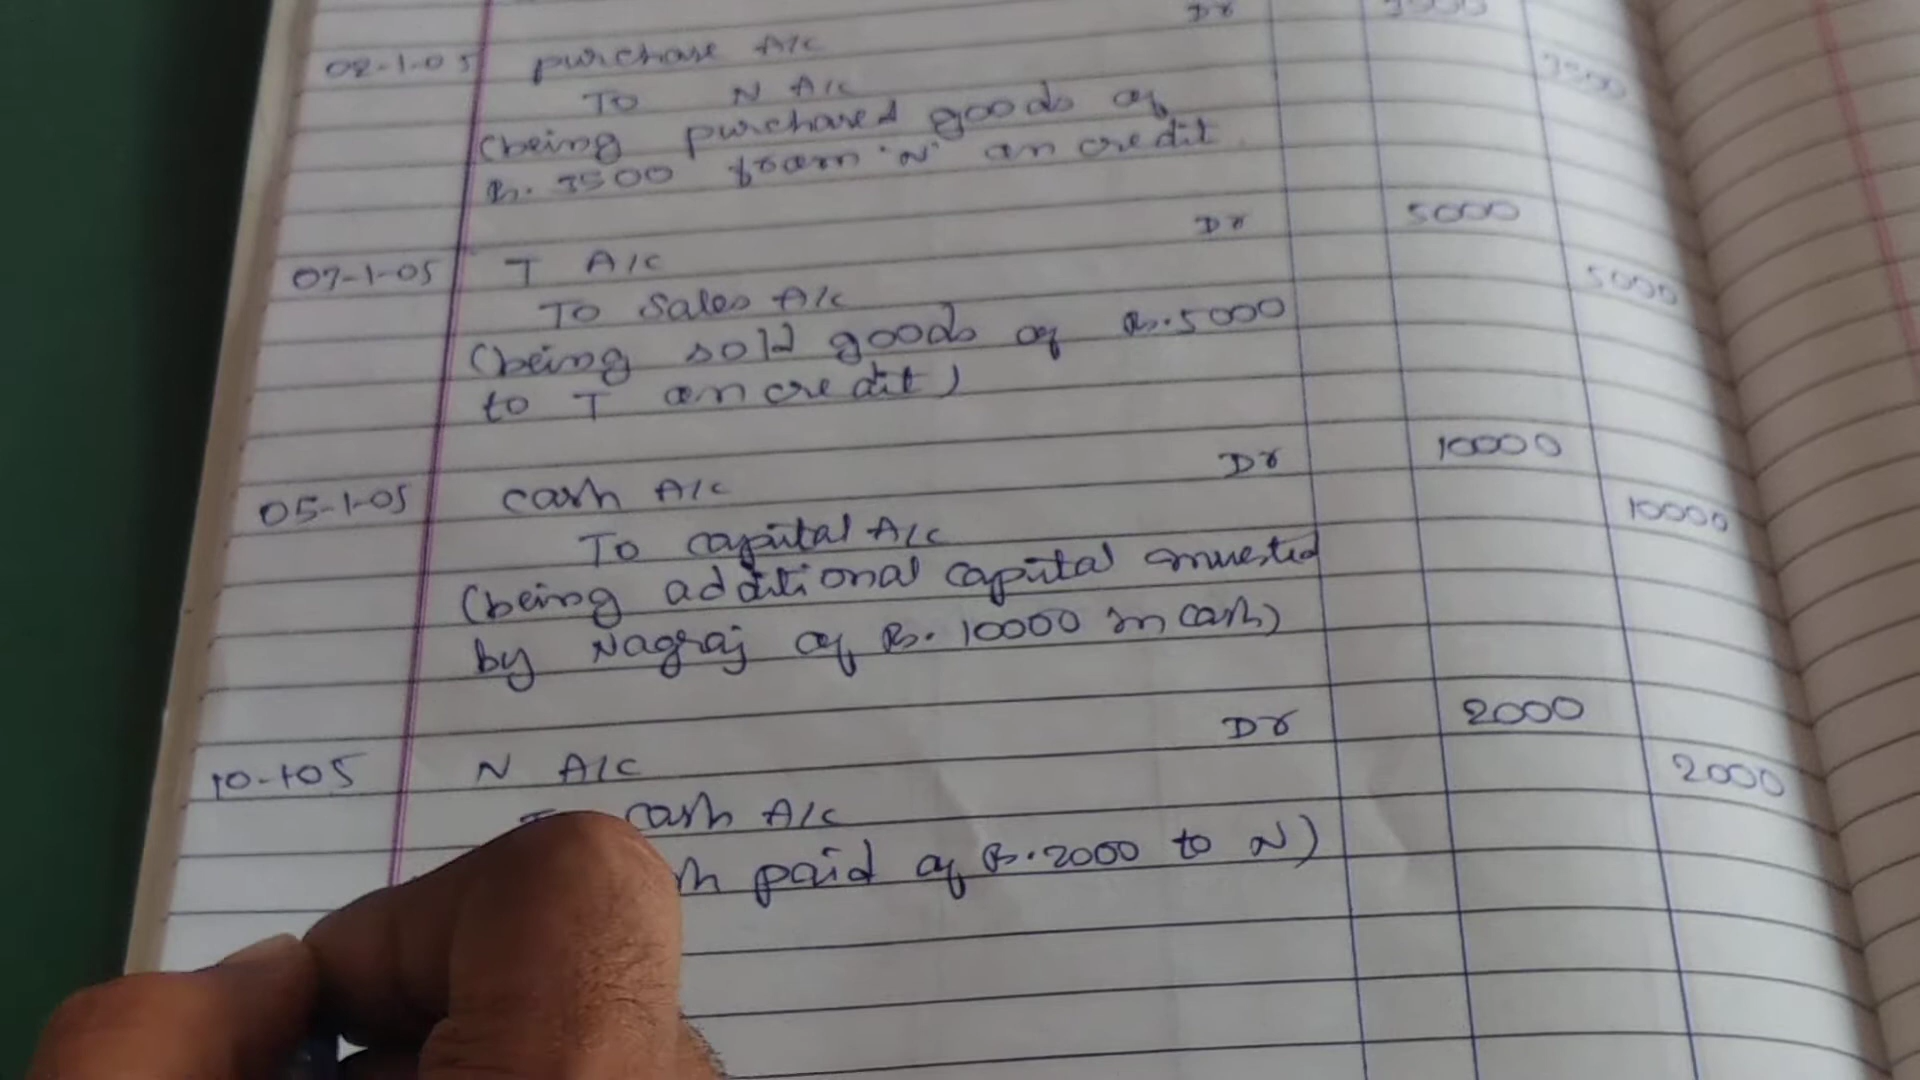 Dr
02-1-05 purchase A/c
To N A/c
(being purchased goods of
Rs. 3500 from 'N' on credit
Dr 5000
07-1-05 T A/c
To Sales A/c 5000
(being sold goods of Rs.5000
to T on credit)
Dr 10000
05-1-05 cash A/c
To capital A/c 10000
(being additional capital invested
by Nagraj of Rs. 10000 in cash)
Dr 2000
10-105 N A/c 2000
cash A/c
paid of Rs.2000 to N)